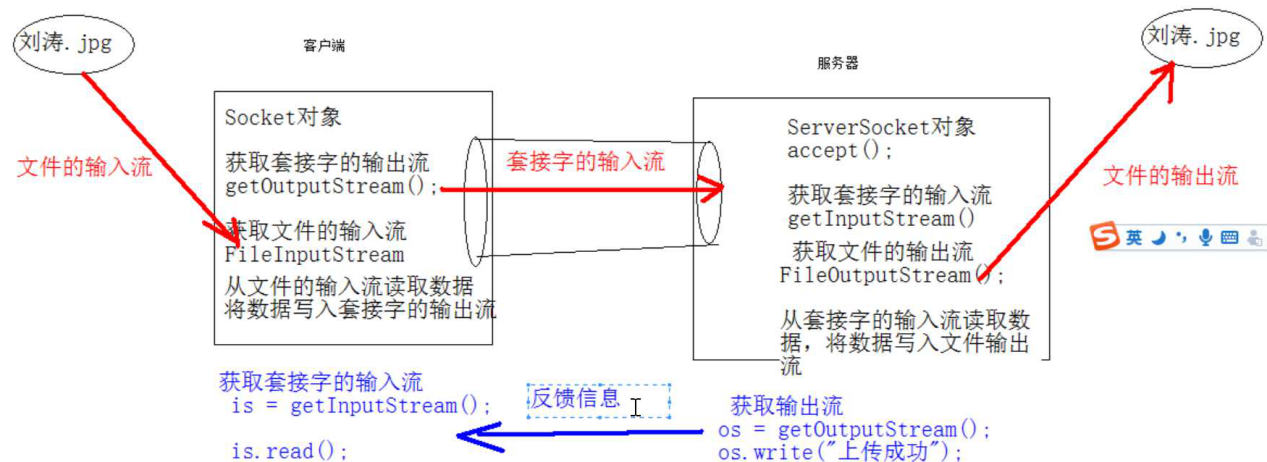 刘涛.jpg
客户端
服务器
刘涛.jpg
Socket对象
获取套接字的输出流
getOutputStream();
获取文件的输入流
FileInputStream
从文件的输入流读取数据
将数据写入套接字的输出流
文件的输入流
套接字的输入流
ServerSocket对象
accept();
获取套接字的输入流
getInputStream()
获取文件的输出流
FileOutputStream();
从套接字的输入流读取数
据，将数据写入文件输出
流
文件的输出流
英
获取套接字的输入流
is = getInputStream();
is.read();
反馈信息
获取输出流
os = getOutputStream();
os.write("上传成功");